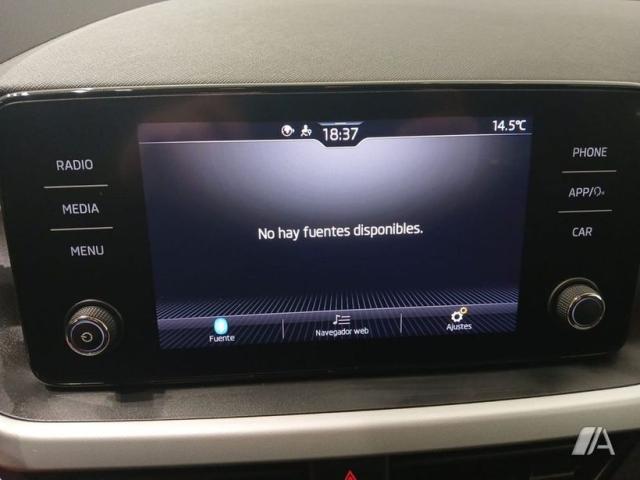 18:37
14.5°C
RADIO
MEDIA
MENU
PHONE
APP/
CAR
No hay fuentes disponibles.
Fuente
Navegador web
Ajustes